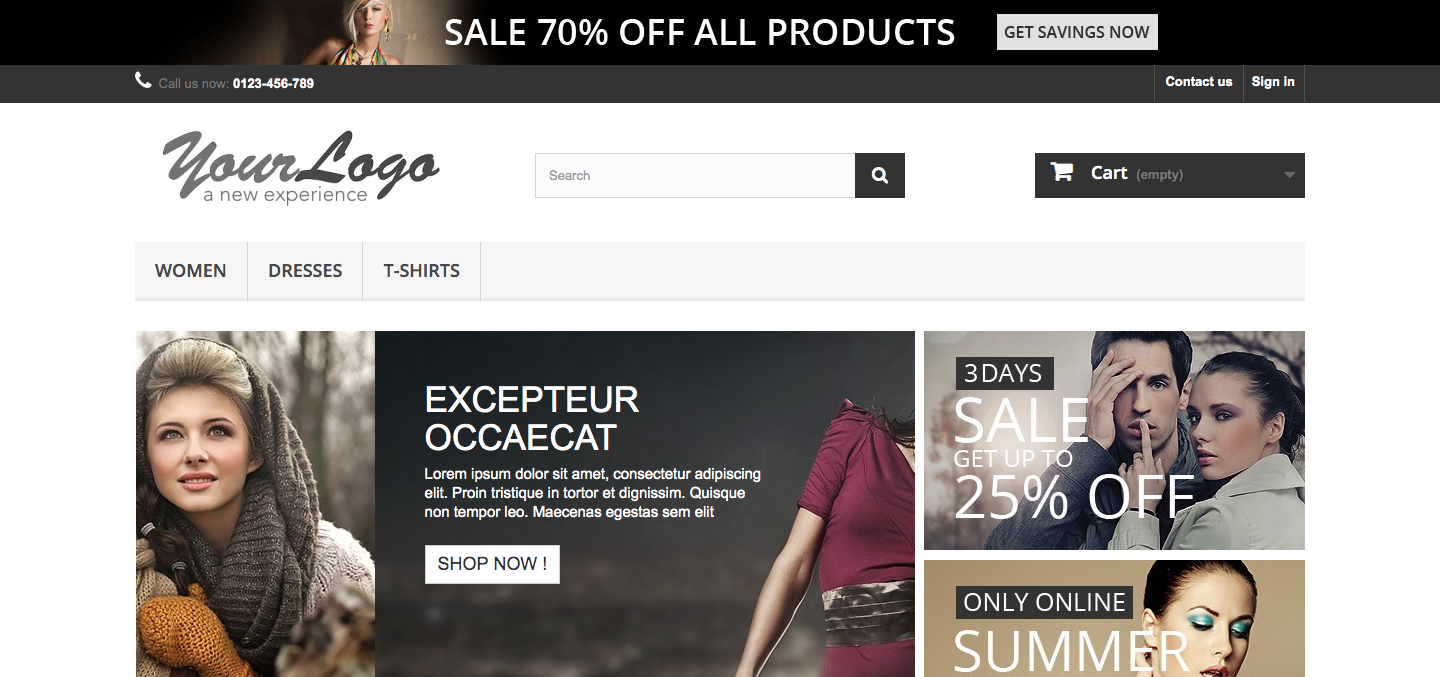 SALE 70% OFF ALL PRODUCTS
GET SAVINGS NOW
Call us now: 0123-456-789
Contact us
Sign in
YourLogo
a new experience
Search
Cart (empty)
WOMEN
DRESSES
T-SHIRTS
EXCEPTEUR
OCCAECAT
Lorem ipsum dolor sit amet, consectetur adipiscing
elit. Proin tristique in tortor et dignissim. Quisque
non tempor leo. Maecenas egestas sem elit
SHOP NOW !
3 DAYS
SALE
GET UP TO
25% OFF
ONLY ONLINE
SUMMER